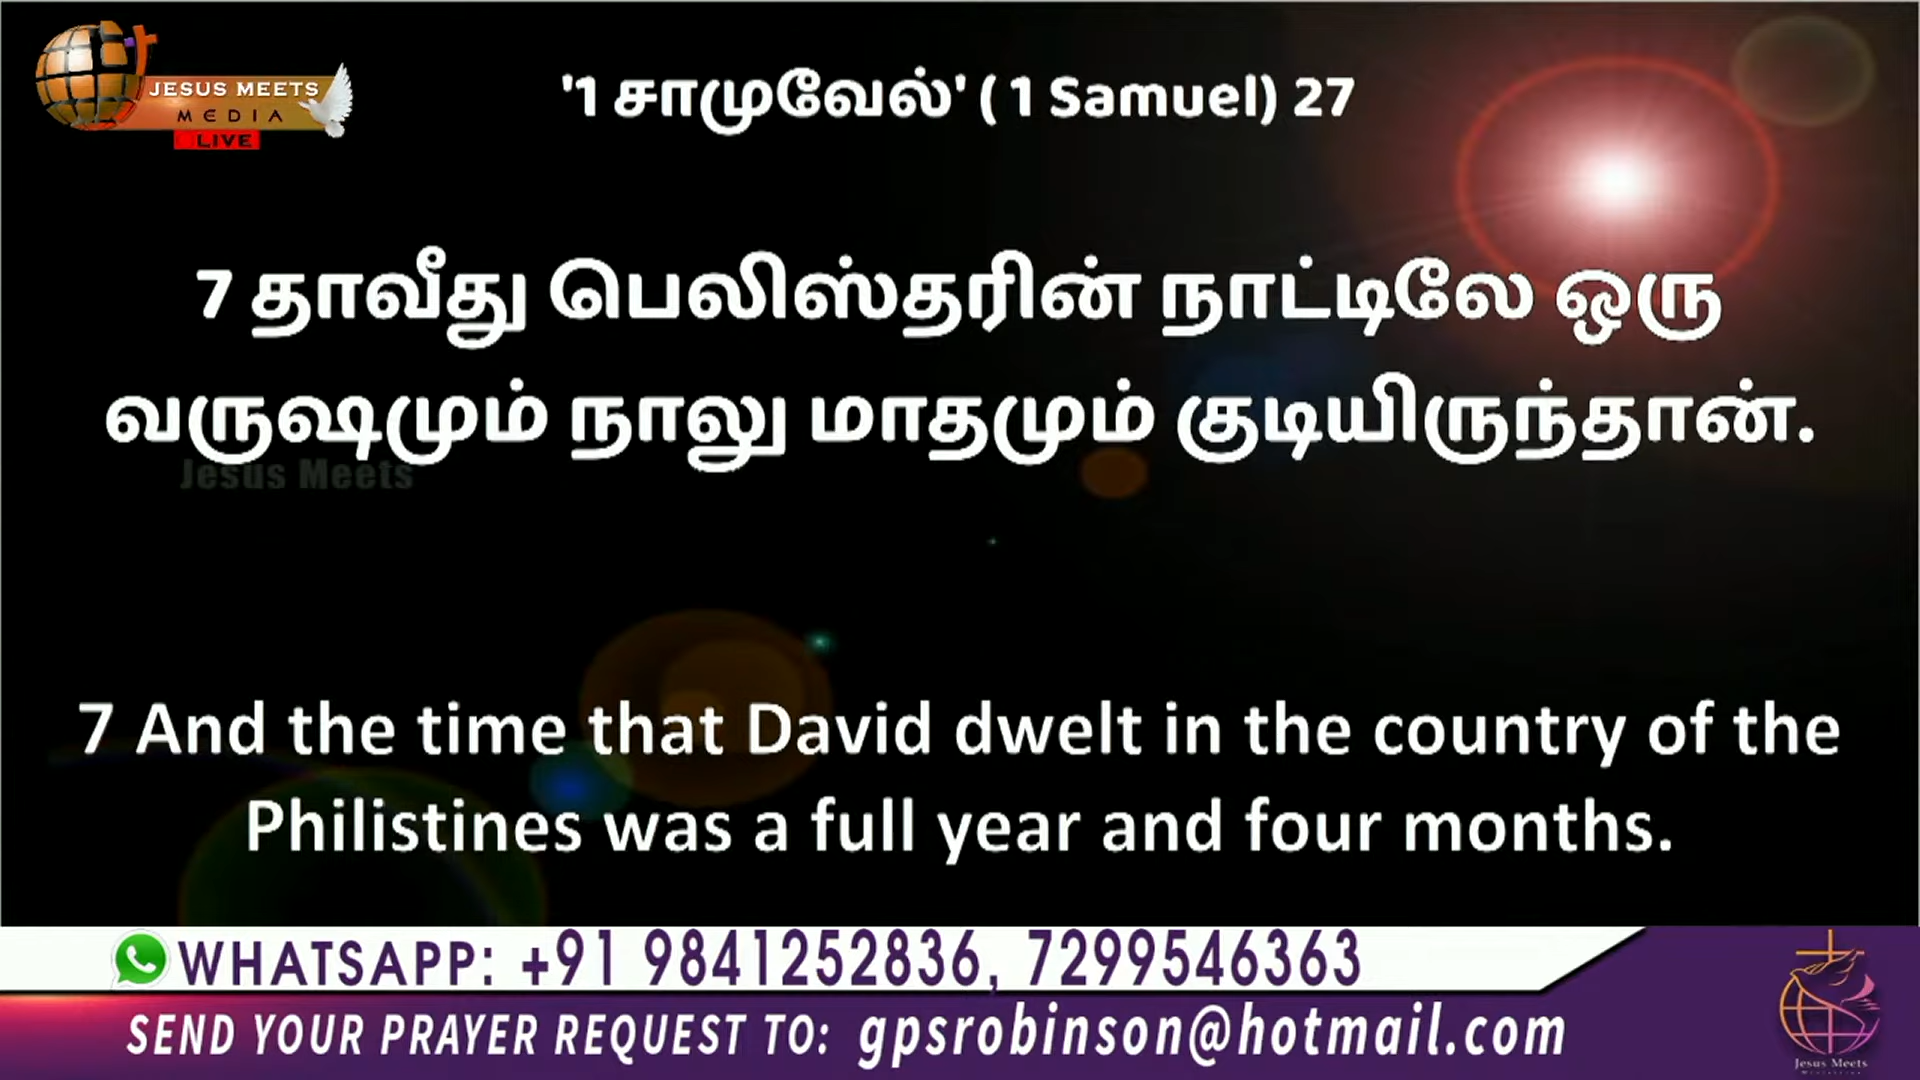 JESUS MEETS
MEDIA
LIVE
'1 சாமுவேல்' ( 1 Samuel) 27
7 தாவீது பெலிஸ்தரின் நாட்டிலே ஒரு
வருஷமும் நாலு மாதமும் குடியிருந்தான்.
Jesus Meets
7 And the time that David dwelt in the country of the
Philistines was a full year and four months.
WHATSAPP: +91 9841252836, 7299546363
SEND YOUR PRAYER REQUEST TO: gpsrobinson@hotmail.com
Jesus Meets